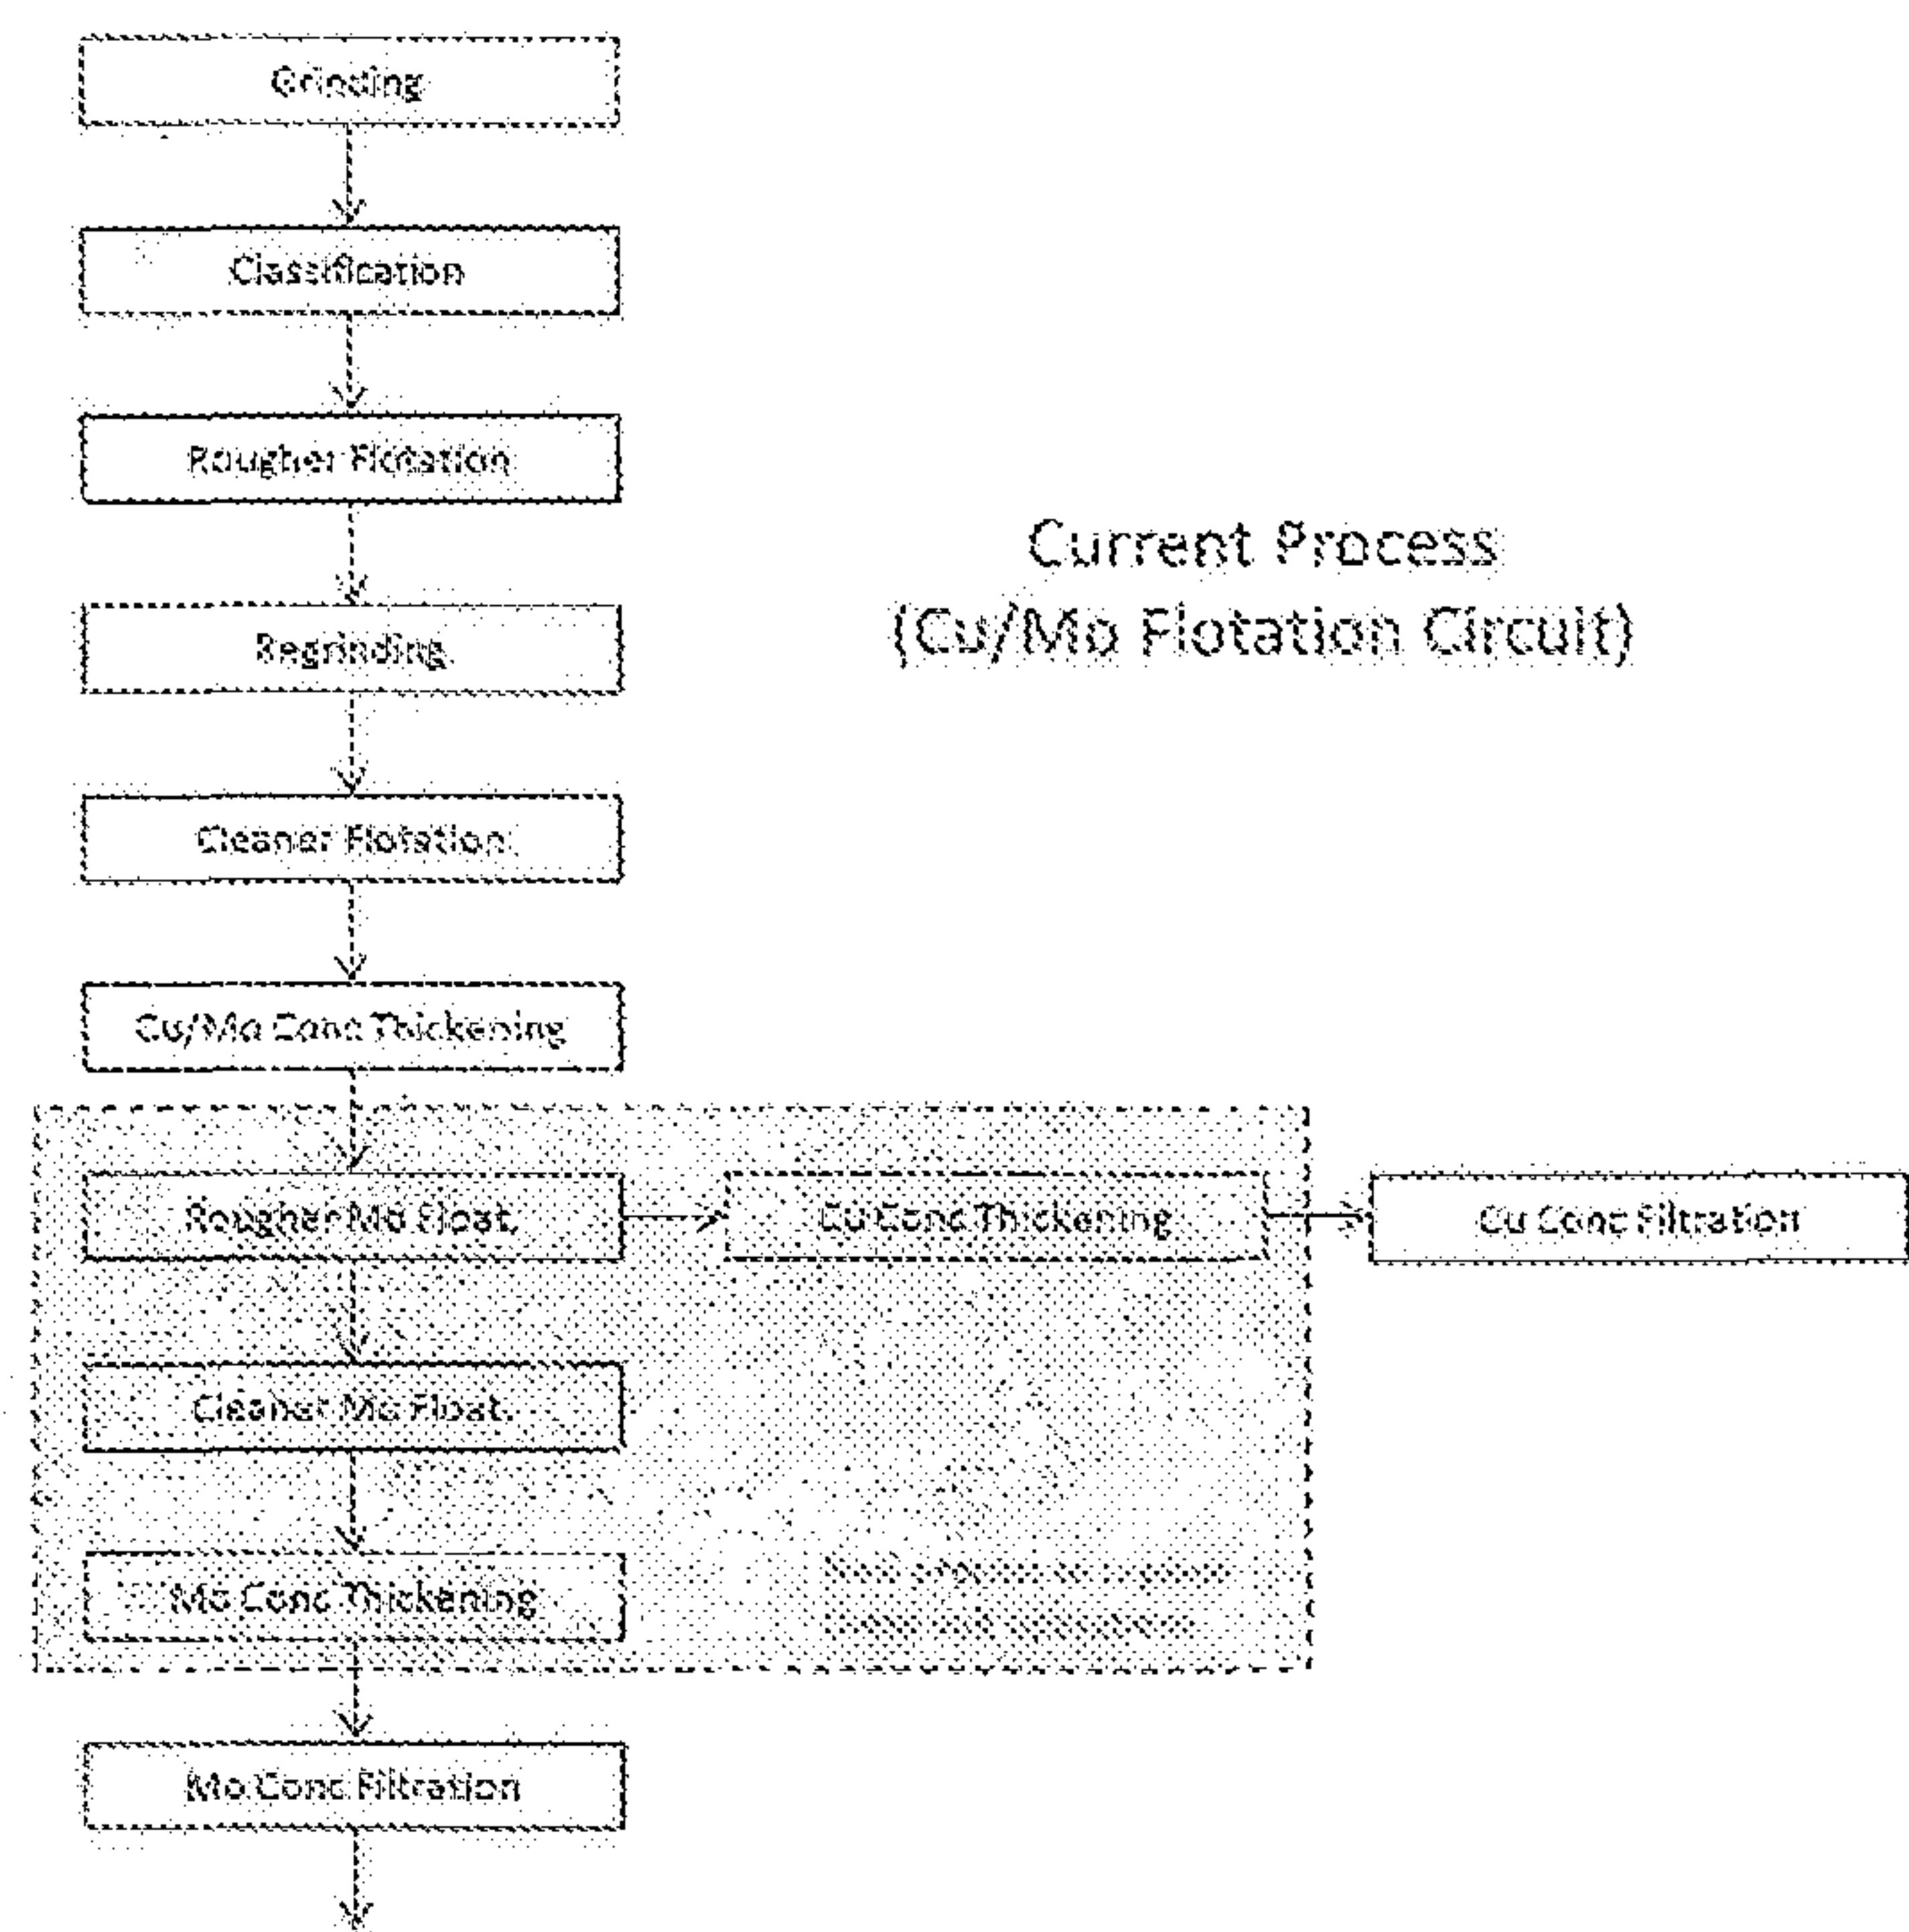 Grinding
Classification
Rougher Flotation
Current Process
(Cu/Mo Flotation Circuit)
Regrinding
Cleaner Flotation
Cu/Mo Conc Thickening
Rougher Mo Float.
Cu Conc Thickening
Cu Conc Filtration
Cleaner Mo Float.
Mo Conc Thickening
Mo Conc Filtration